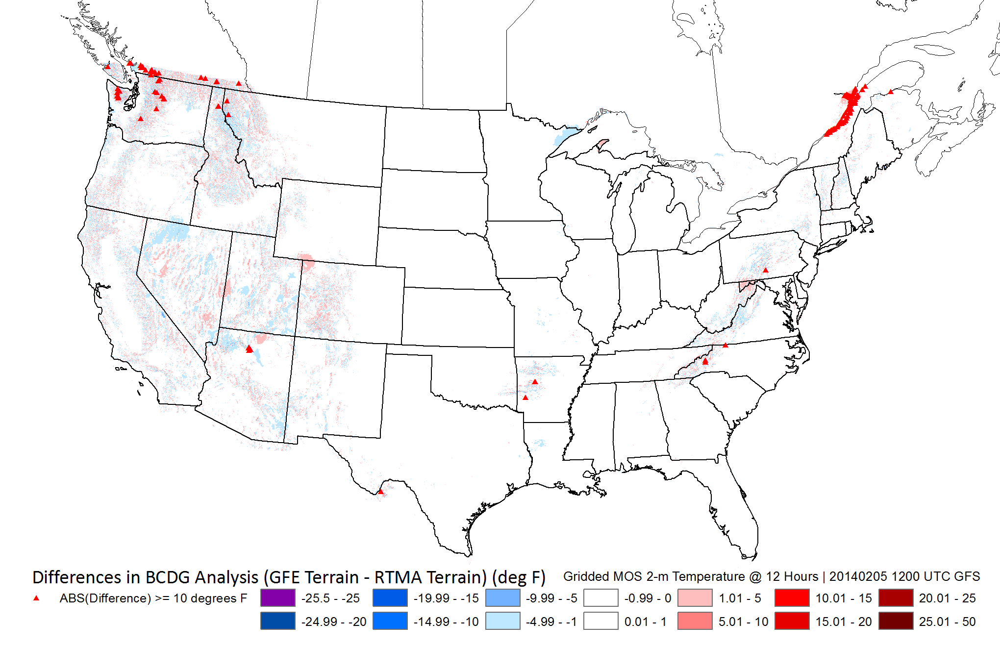 Differences in BCDG Analysis (GFE Terrain - RTMA Terrain) (deg F) Gridded MOS 2-m Temperature @ 12 Hours | 20140205 1200 UTC GFS
ABS(Difference) >= 10 degrees F -25.5 - -25 -19.99 - -15 -9.99 - -5 -0.99 - 0 1.01 - 5 10.01 - 15 20.01 - 25
-24.99 - -20 -14.99 - -10 -4.99 - -1 0.01 - 1 5.01 - 10 15.01 - 20 25.01 - 50